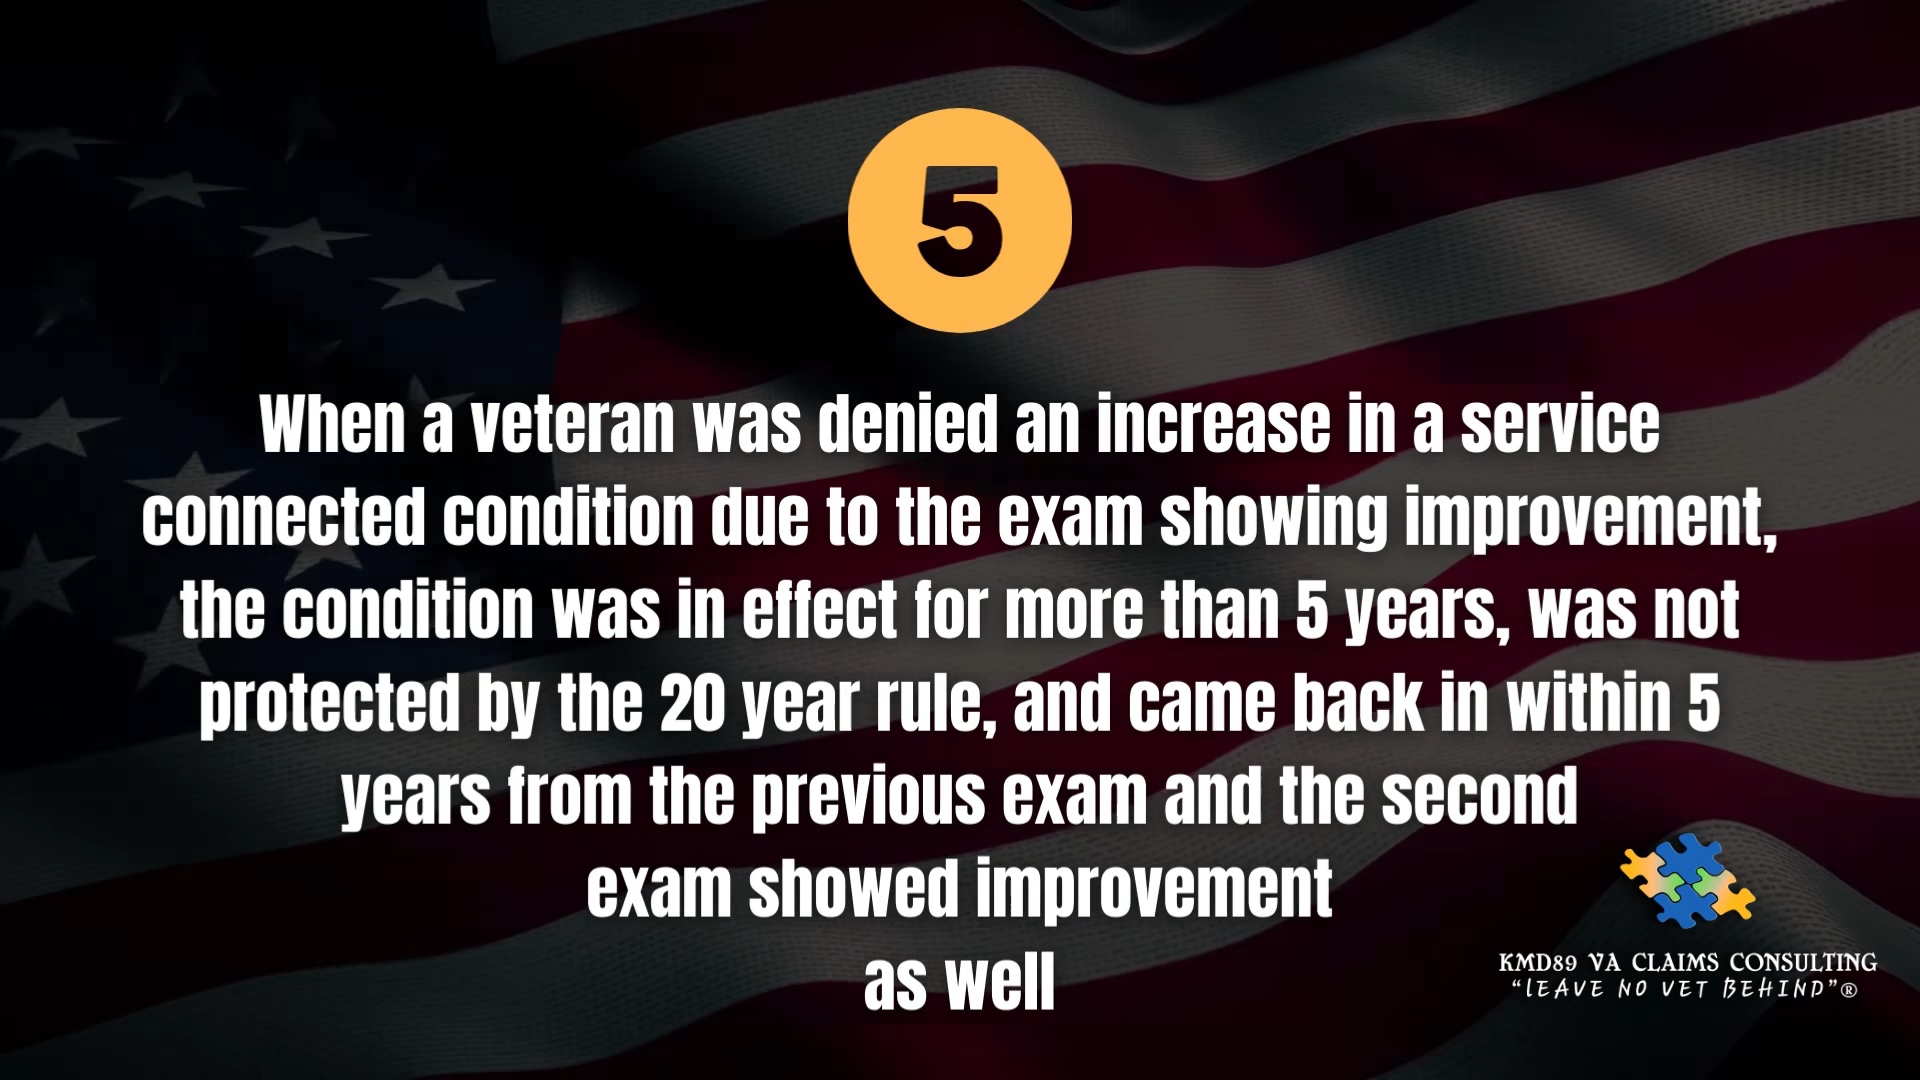 5
When a veteran was denied an increase in a service
connected condition due to the exam showing improvement,
the condition was in effect for more than 5 years, was not
protected by the 20 year rule, and came back in within 5
years from the previous exam and the second
exam showed improvement
as well
KMD89 VA CLAIMS CONSULTING
"LEAVE NO VET BEHIND"®